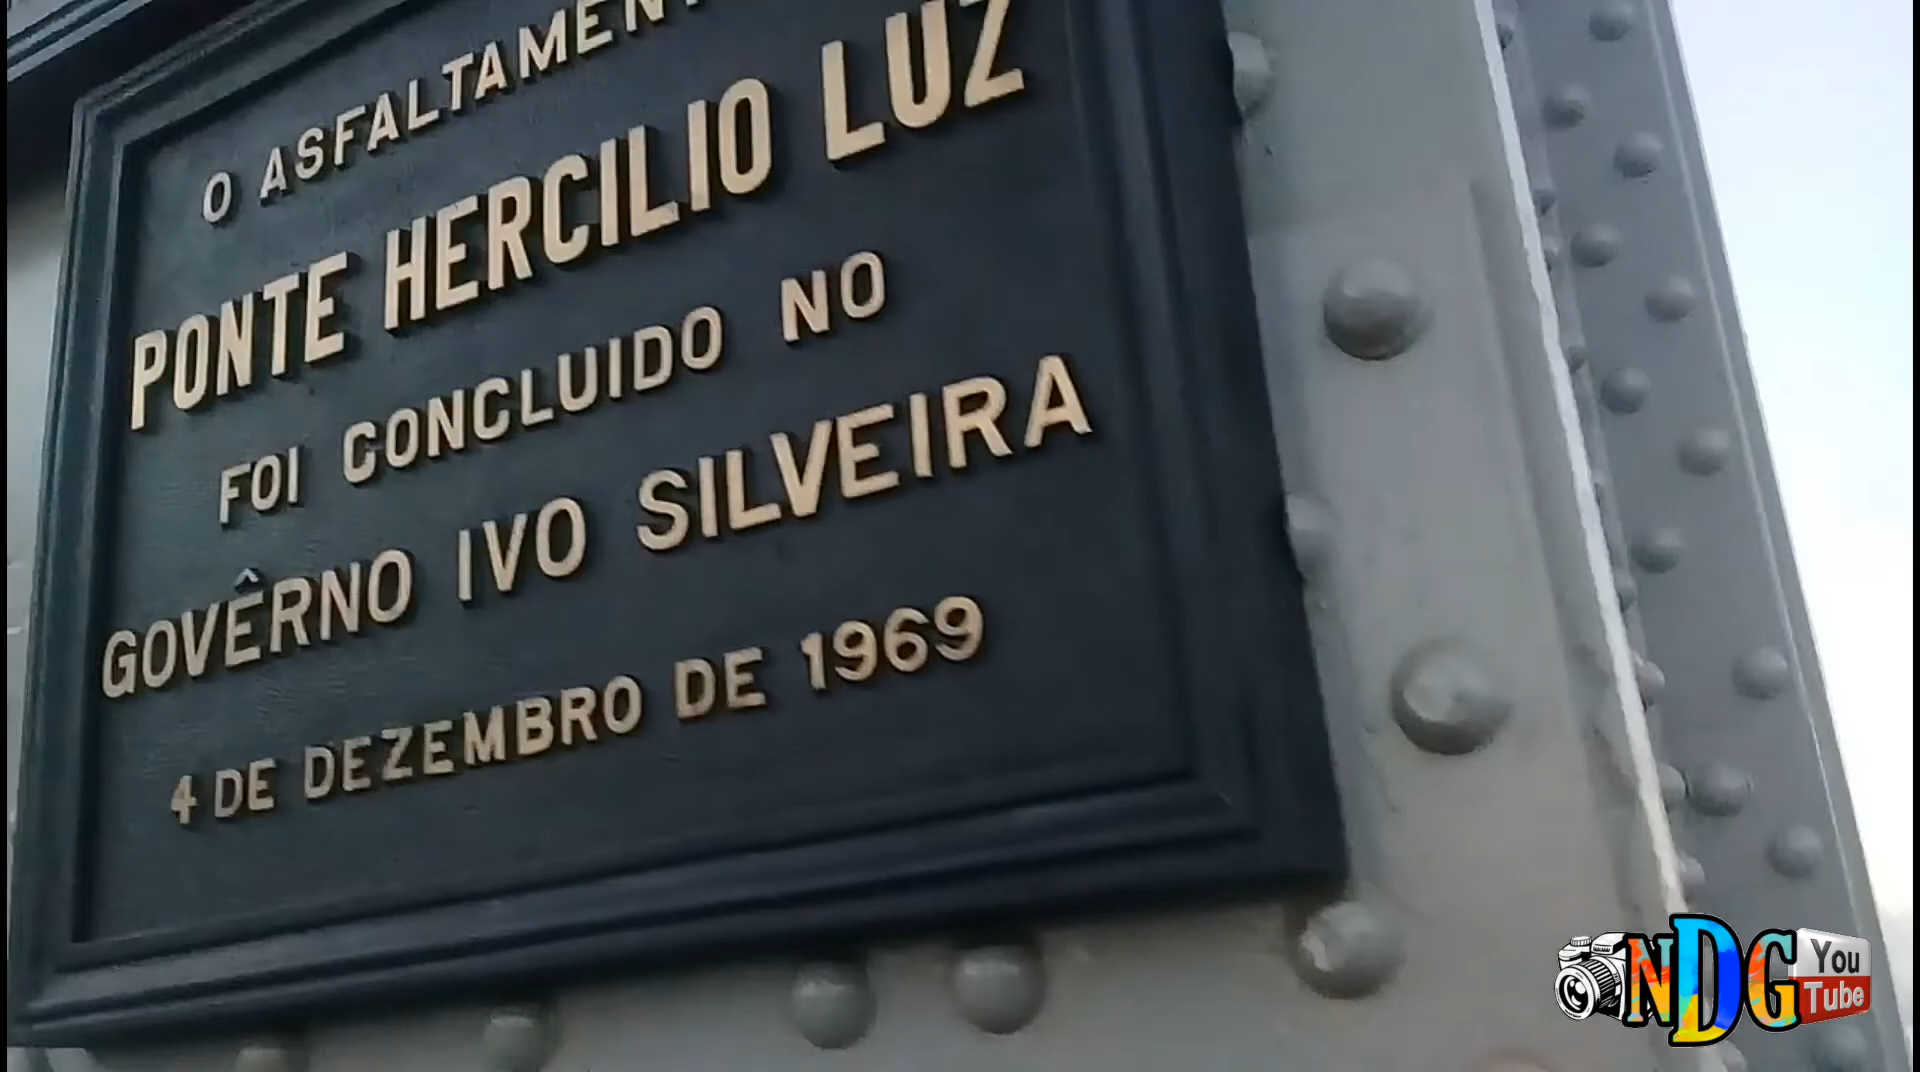 O ASFALTAMENT
PONTE HERCILIO LUZ
FOI CONCLUIDO NO
GOVÊRNO IVO SILVEIRA
4 DE DEZEMBRO DE 1969
NDG
You
Tube